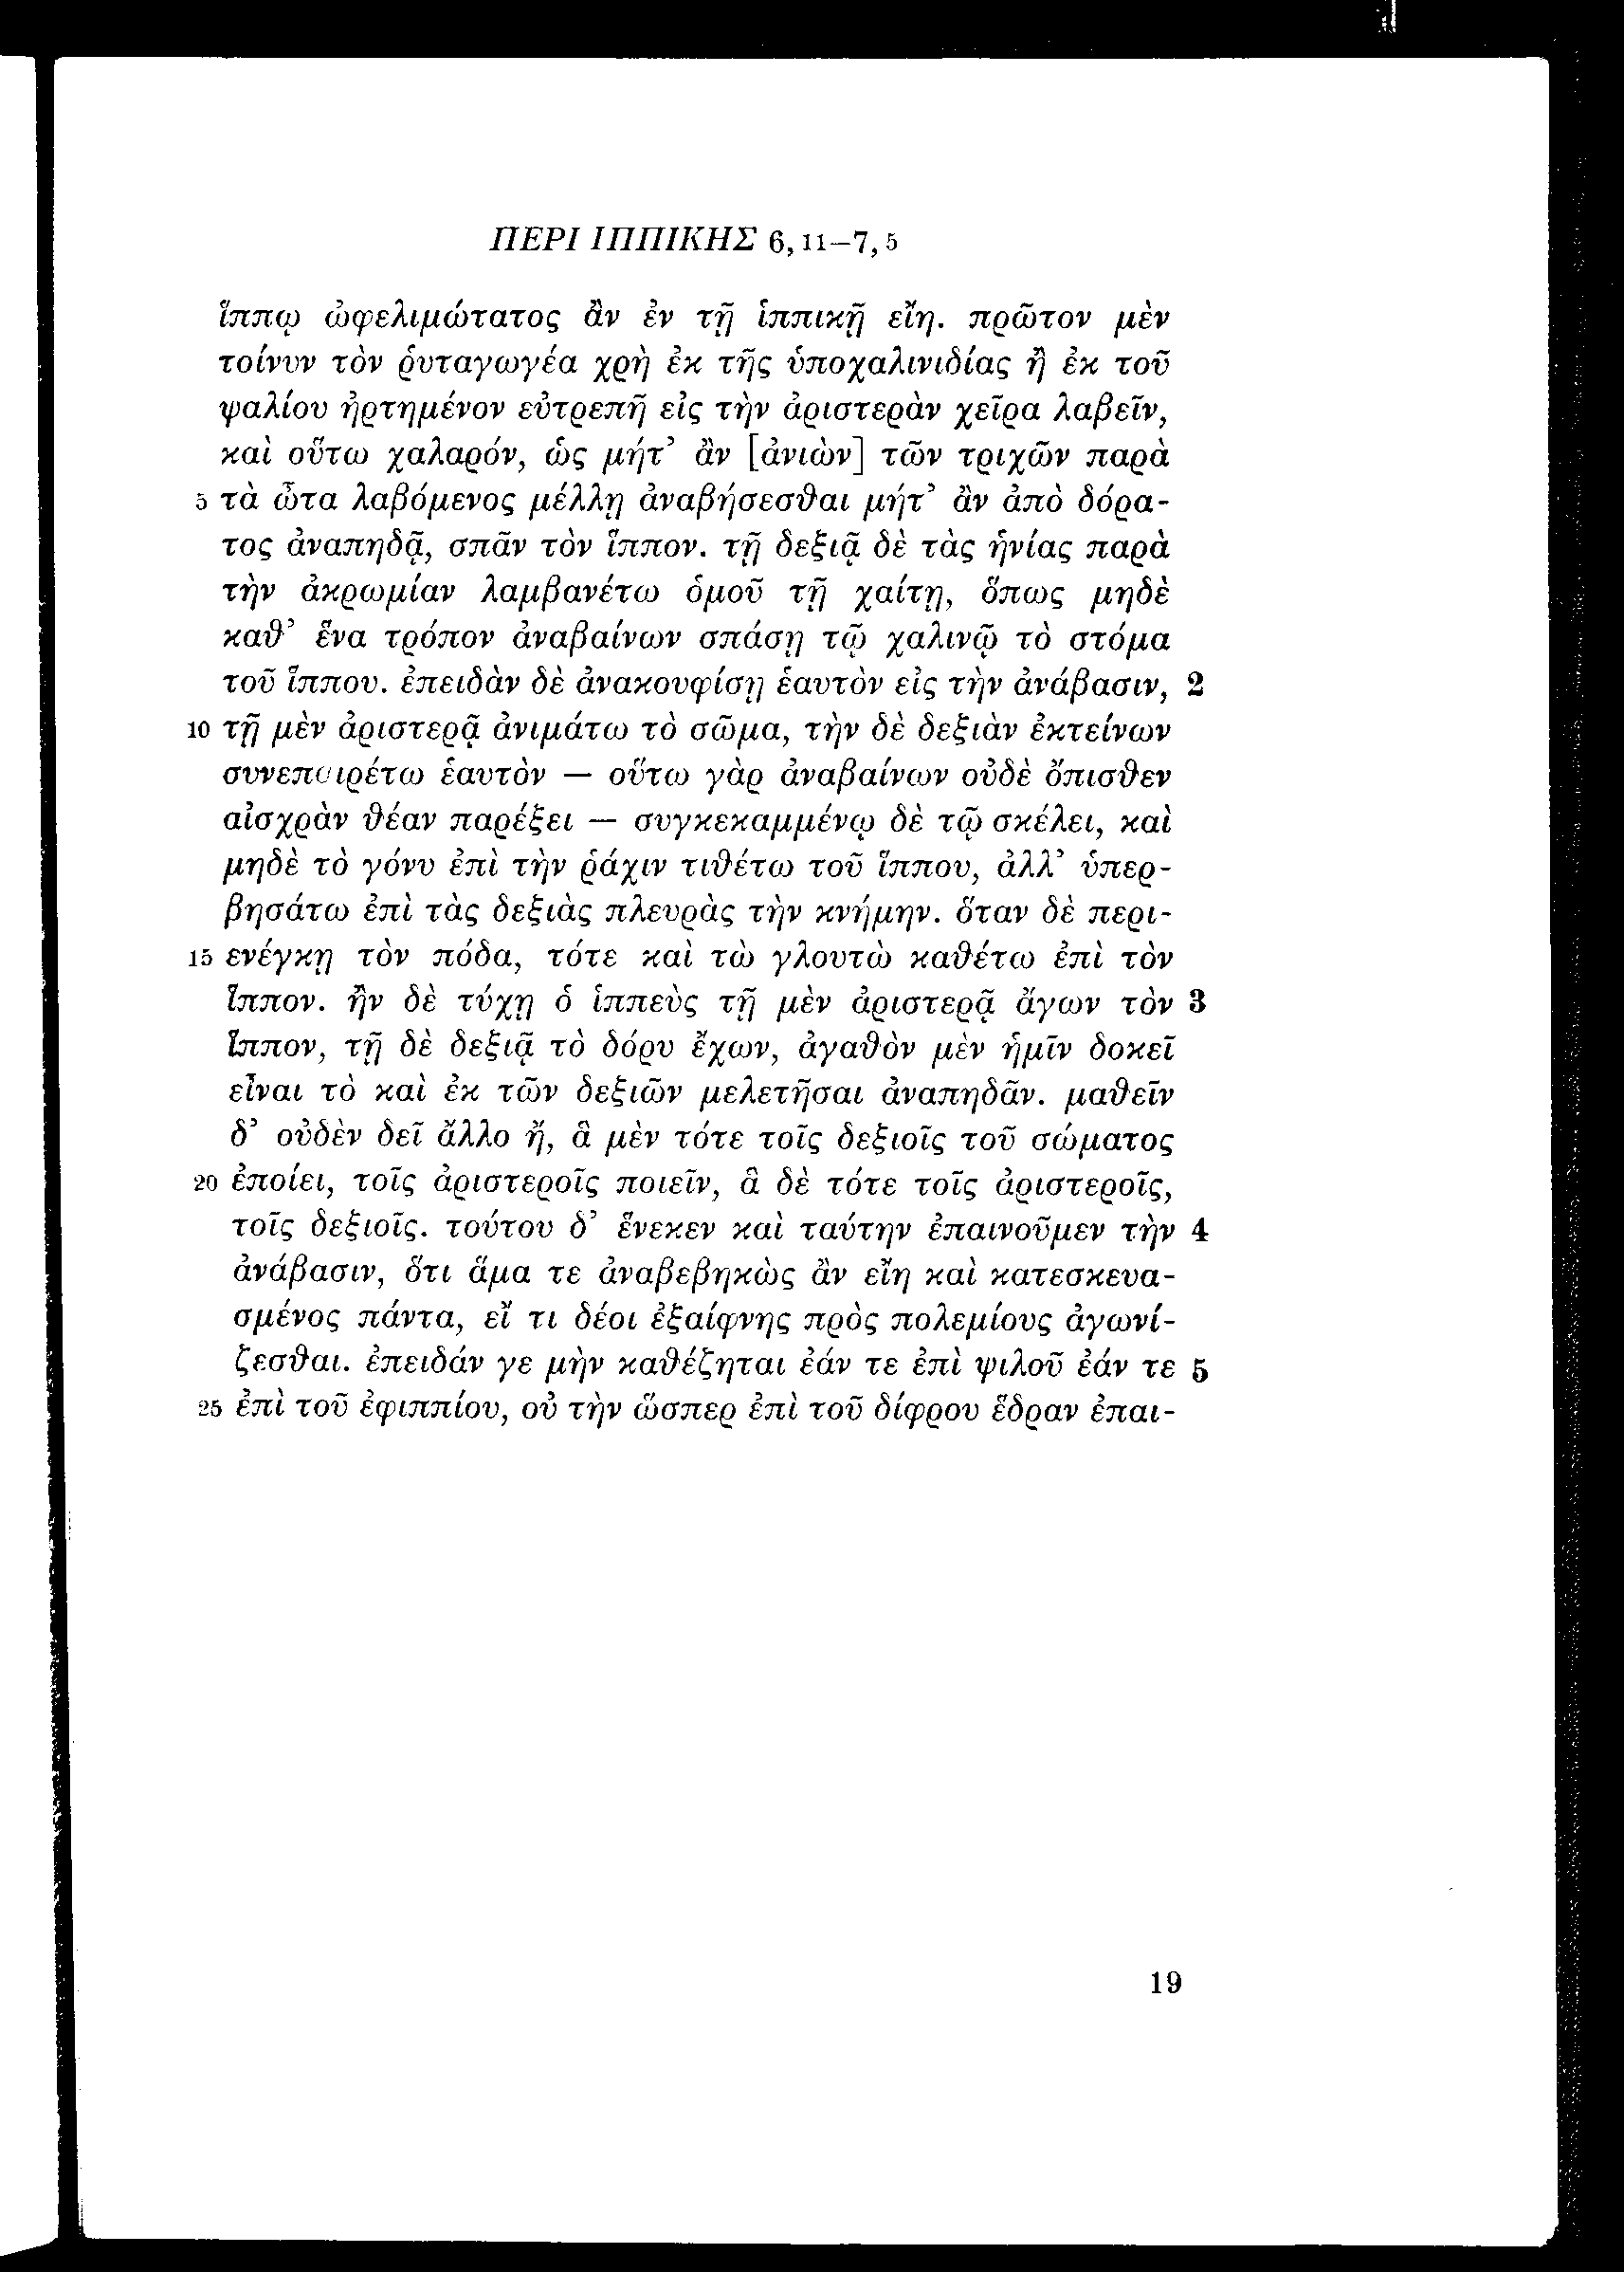 ΠΕΡΙ ΙΠΠΙΚΗΣ 6, 11–7, 5
ἵππῳ ὠφελιμώτατος ἂν ἐν τῇ ἱππικῇ εἴη. πρῶτον μὲν
τοίνυν τὸν ῥυταγωγέα χρὴ ἐκ τῆς ὑποχαλινιδίας ἢ ἐκ τοῦ
ψαλίου ἠρτημένον εὐτρεπῆ εἰς τὴν ἀριστερὰν χεῖρα λαβεῖν,
καὶ οὕτω χαλαρόν, ὡς μήτ’ ἂν [ἀνιὼν] τῶν τριχῶν παρὰ
5 τὰ ὦτα λαβόμενος μέλλῃ ἀναβήσεσθαι μήτ’ ἂν ἀπὸ δόρα-
τος ἀναπηδᾷ, σπᾶν τὸν ἵππον. τῇ δεξιᾷ δὲ τὰς ἡνίας παρὰ
τὴν ἀκρωμίαν λαμβανέτω ὁμοῦ τῇ χαίτῃ, ὅπως μηδὲ
καθ’ ἕνα τρόπον ἀναβαίνων σπάσῃ τῷ χαλινῷ τὸ στόμα
τοῦ ἵππου. ἐπειδὰν δὲ ἀνακουφίσῃ ἑαυτὸν εἰς τὴν ἀνάβασιν, 2
10 τῇ μὲν ἀριστερᾷ ἀνιμάτω τὸ σῶμα, τὴν δὲ δεξιὰν ἐκτείνων
συνεπαιρέτω ἑαυτὸν — οὕτω γὰρ ἀναβαίνων οὐδὲ ὄπισθεν
αἰσχρὰν θέαν παρέξει — συγκεκαμμένῳ δὲ τῷ σκέλει, καὶ
μηδὲ τὸ γόνυ ἐπὶ τὴν ῥάχιν τιθέτω τοῦ ἵππου, ἀλλ’ ὑπερ-
βησάτω ἐπὶ τὰς δεξιὰς πλευρὰς τὴν κνήμην. ὅταν δὲ περι-
15 ενέγκῃ τὸν πόδα, τότε καὶ τὼ γλουτὼ καθέτω ἐπὶ τὸν
ἵππον. ἢν δὲ τύχῃ ὁ ἱππεὺς τῇ μὲν ἀριστερᾷ ἄγων τὸν 3
ἵππον, τῇ δὲ δεξιᾷ τὸ δόρυ ἔχων, ἀγαθὸν μὲν ἡμῖν δοκεῖ
εἶναι τὸ καὶ ἐκ τῶν δεξιῶν μελετῆσαι ἀναπηδᾶν. μαθεῖν
δ’ οὐδὲν δεῖ ἄλλο ἤ, ἃ μὲν τότε τοῖς δεξιοῖς τοῦ σώματος
20 ἐποίει, τοῖς ἀριστεροῖς ποιεῖν, ἃ δὲ τότε τοῖς ἀριστεροῖς,
τοῖς δεξιοῖς. τούτου δ’ ἕνεκεν καὶ ταύτην ἐπαινοῦμεν τὴν 4
ἀνάβασιν, ὅτι ἅμα τε ἀναβεβηκὼς ἂν εἴη καὶ κατεσκευα-
σμένος πάντα, εἴ τι δέοι ἐξαίφνης πρὸς πολεμίους ἀγωνί-
ζεσθαι. ἐπειδάν γε μὴν καθέζηται ἐάν τε ἐπὶ ψιλοῦ ἐάν τε 5
25 ἐπὶ τοῦ ἐφιππίου, οὐ τὴν ὥσπερ ἐπὶ τοῦ δίφρου ἕδραν ἐπαι-
19